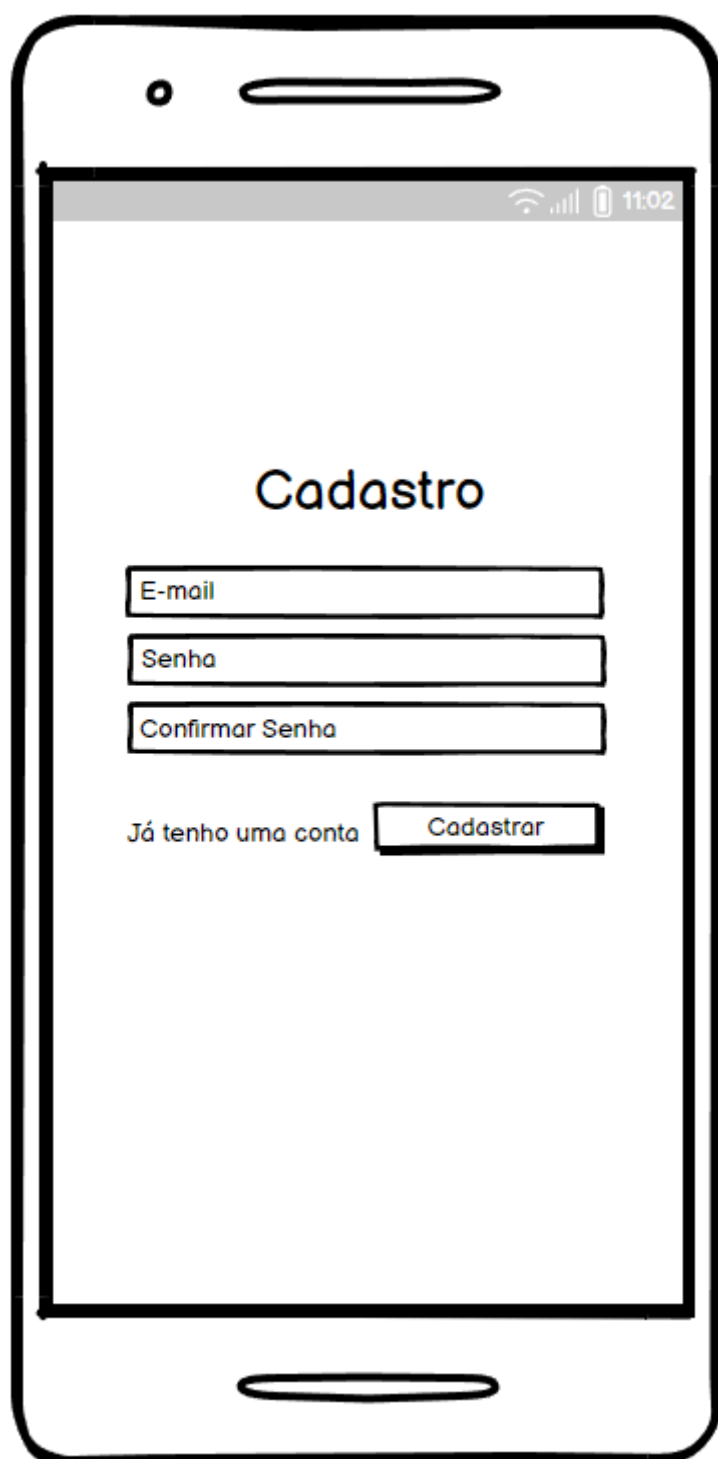 11:02
Cadastro
E-mail
Senha
Confirmar Senha
Já tenho uma conta Cadastrar